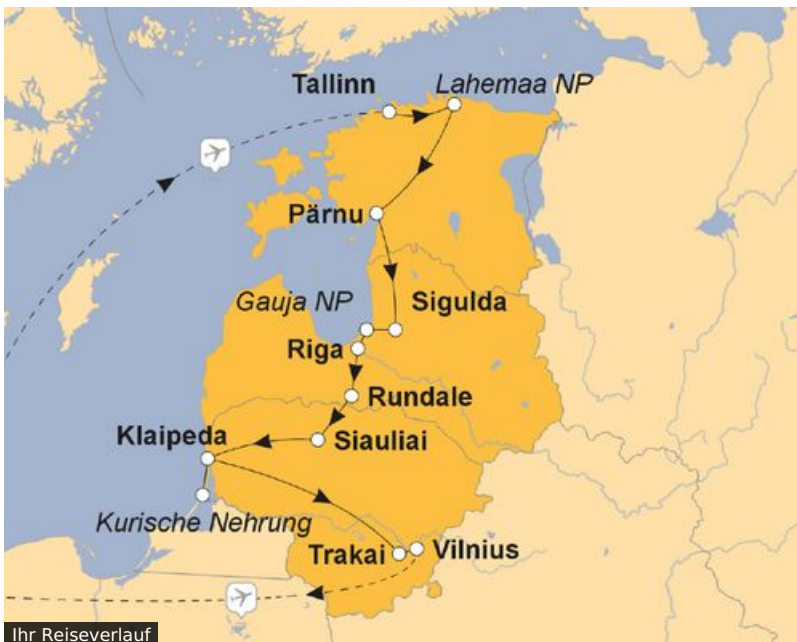 Tallinn
Lahemaa NP
Pärnu
Gauja NP
Sigulda
Riga
Rundale
Klaipeda
Siauliai
Kurische Nehrung
Trakai
Vilnius
Ihr Reiseverlauf